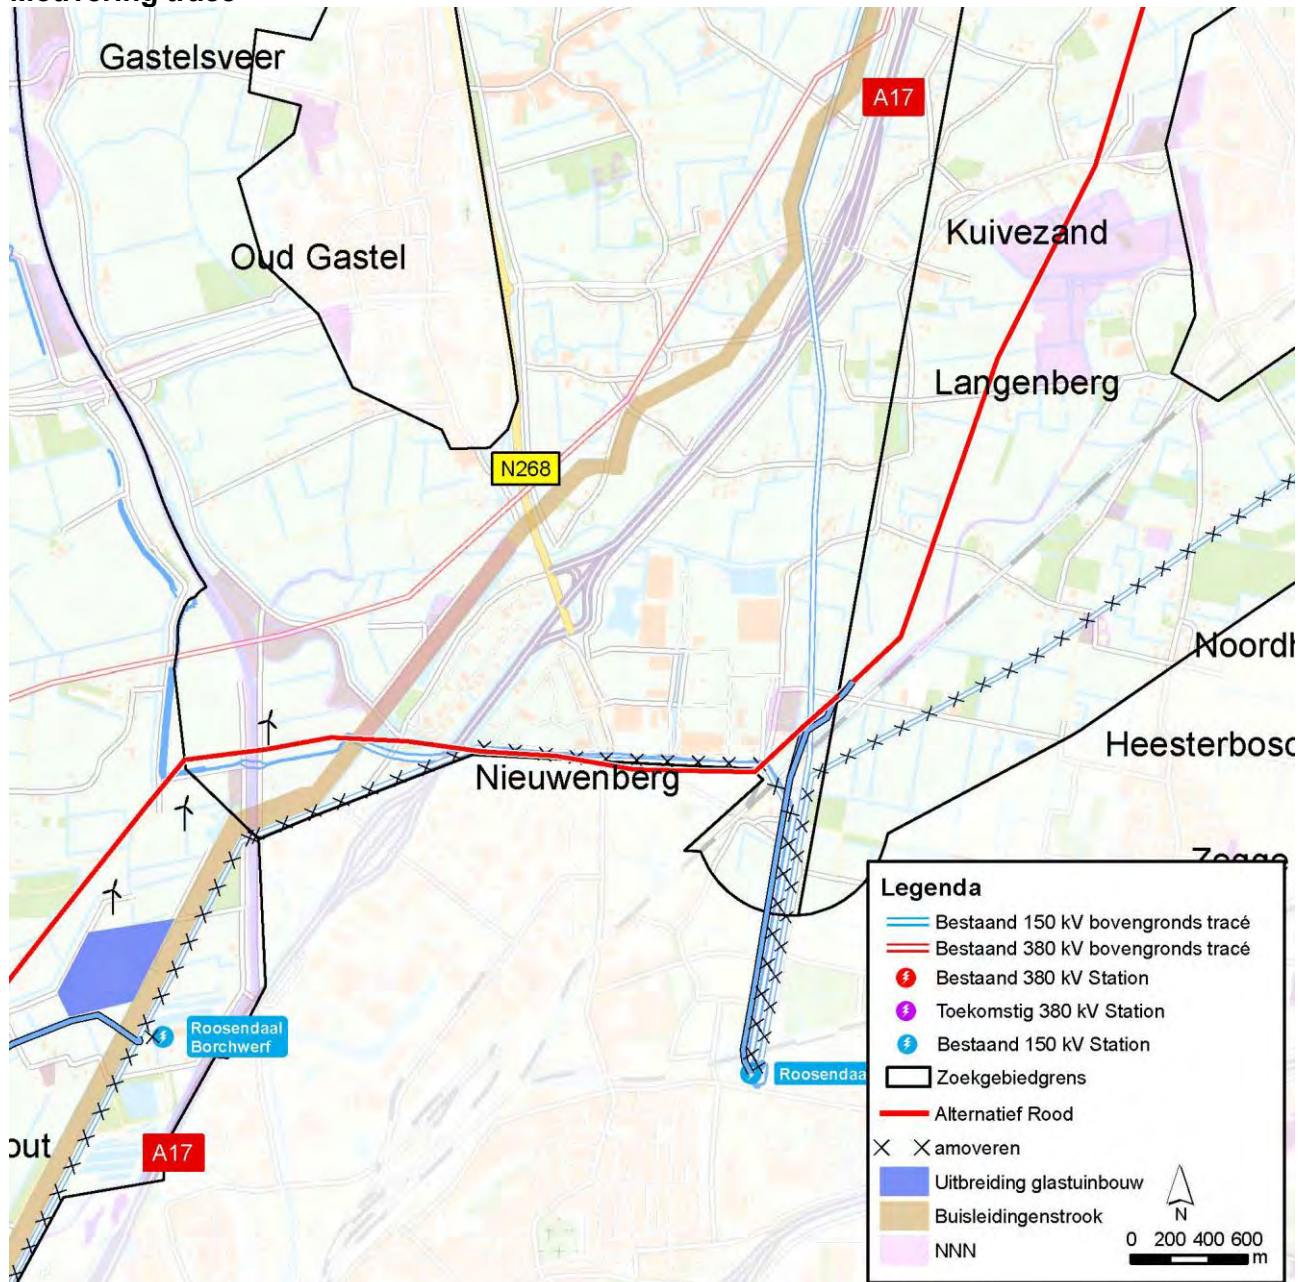 Gastelsveer
A17
Kuivezand
Oud Gastel
Langenberg
N268
Heesterbosc
Nieuwenberg
Legenda
Bestaand 150 kV bovengronds tracé
Bestaand 380 kV bovengronds tracé
Bestaand 380 kV Station
Toekomstig 380 kV Station
Bestaand 150 kV Station
Zoekgebiedgrens
Alternatief Rood
amoveren
Uitbreiding glastuinbouw
Buisleidingenstrook
NNN
N
0 200 400 600
m
Roosendaal
Borchwerf
Roosendaa
A17
out